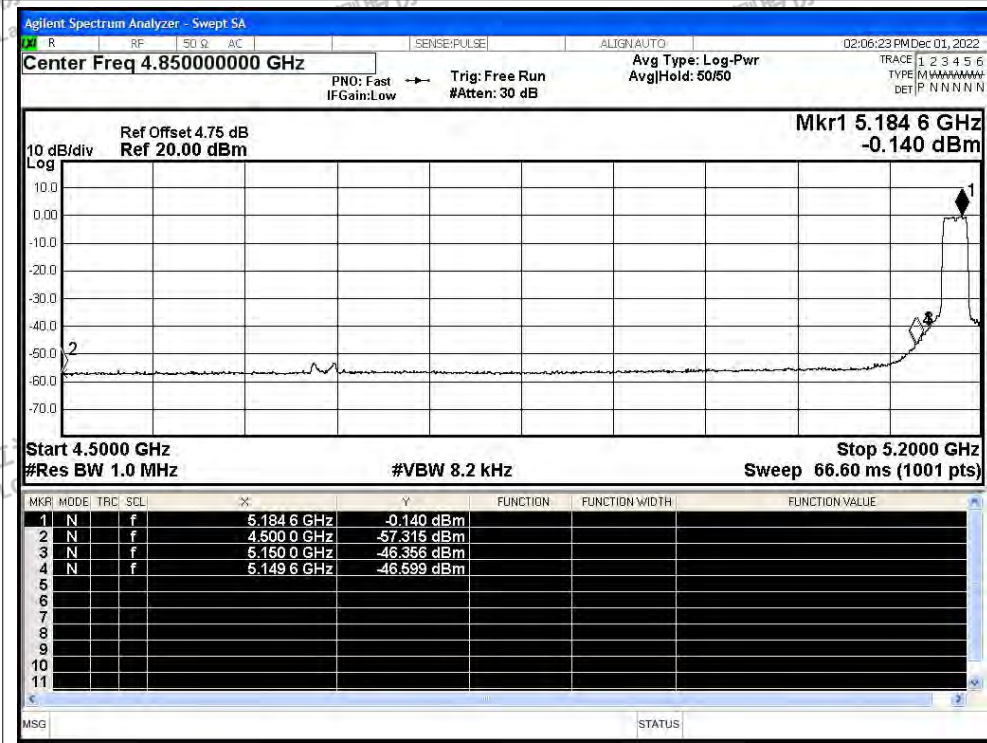 Agilent Spectrum Analyzer - Swept SA
R RF 50 Ω AC SENSE:PULSE ALIGNAUTO 02:06:23 PM Dec 01, 2022
Center Freq 4.850000000 GHz
PNO: Fast
IFGain:Low
Trig: Free Run
#Atten: 30 dB
Avg Type: Log-Pwr
Avg|Hold: 50/50
TRACE 1 2 3 4 5 6
TYPE M
DET P N N N N N
Mkr1 5.184 6 GHz
-0.140 dBm
Ref Offset 4.75 dB
10 dB/div Ref 20.00 dBm
Log
10.0
0.00
-10.0
-20.0
-30.0
-40.0
-50.0
-60.0
-70.0
1
2
4
Start 4.5000 GHz Stop 5.2000 GHz
#Res BW 1.0 MHz #VBW 8.2 kHz Sweep 66.60 ms (1001 pts)
MKR MODE TRC SCL X Y FUNCTION FUNCTION WIDTH FUNCTION VALUE
1 N f 5.184 6 GHz -0.140 dBm
2 N f 4.500 0 GHz -57.315 dBm
3 N f 5.150 0 GHz -46.356 dBm
4 N f 5.149 6 GHz -46.599 dBm
5
6
7
8
9
10
11
MSG STATUS